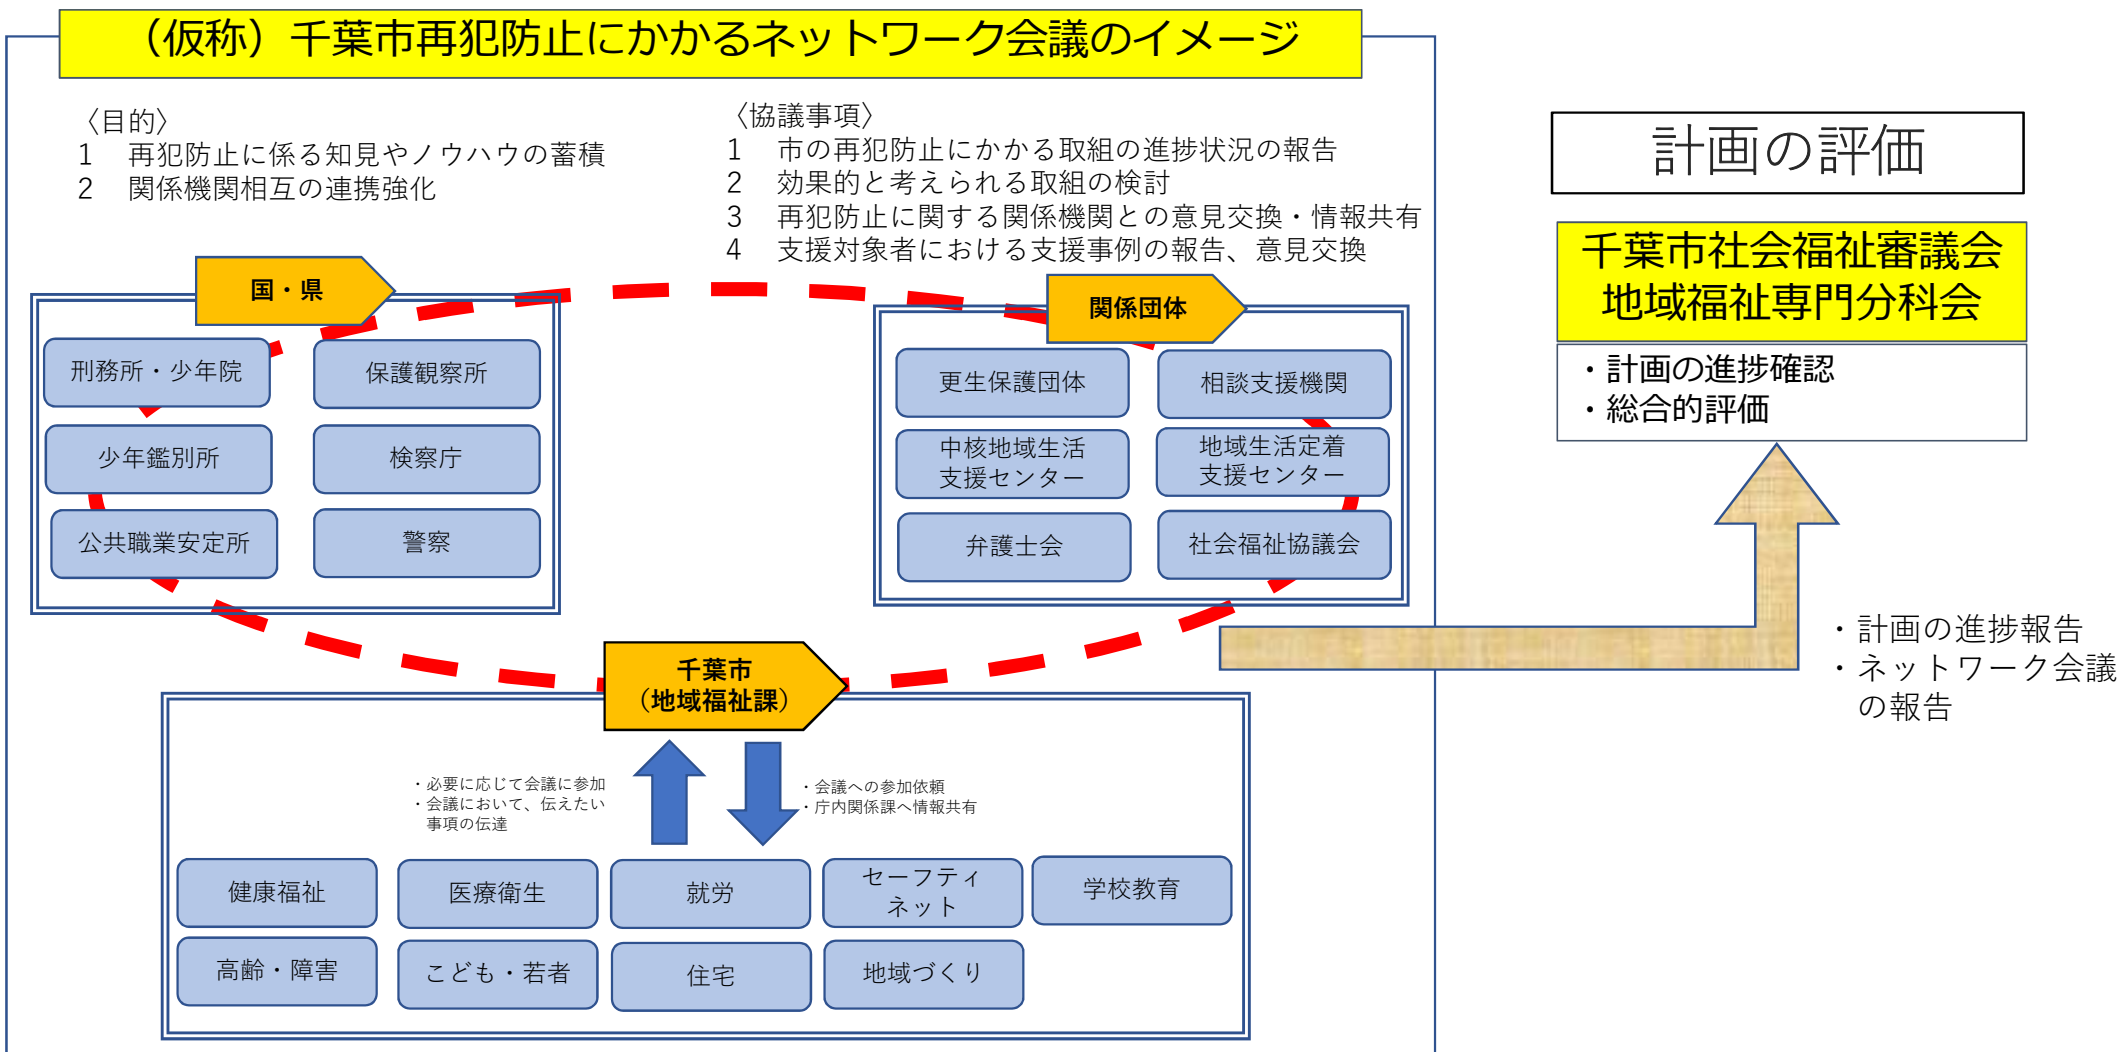 （仮称）千葉市再犯防止にかかるネットワーク会議のイメージ
〈目的〉
1　再犯防止に係る知見やノウハウの蓄積
2　関係機関相互の連携強化
〈協議事項〉
1　市の再犯防止にかかる取組の進捗状況の報告
2　効果的と考えられる取組の検討
3　再犯防止に関する関係機関との意見交換・情報共有
4　支援対象者における支援事例の報告、意見交換
国・県
刑務所・少年院
保護観察所
少年鑑別所
検察庁
公共職業安定所
警察
関係団体
更生保護団体
相談支援機関
中核地域生活
支援センター
地域生活定着
支援センター
弁護士会
社会福祉協議会
千葉市
（地域福祉課）
・必要に応じて会議に参加
・会議において、伝えたい
事項の伝達
・会議への参加依頼
・庁内関係課へ情報共有
健康福祉
医療衛生
就労
セーフティ
ネット
学校教育
高齢・障害
こども・若者
住宅
地域づくり
計画の評価
千葉市社会福祉審議会
地域福祉専門分科会
・計画の進捗確認
・総合的評価
・計画の進捗報告
・ネットワーク会議
の報告